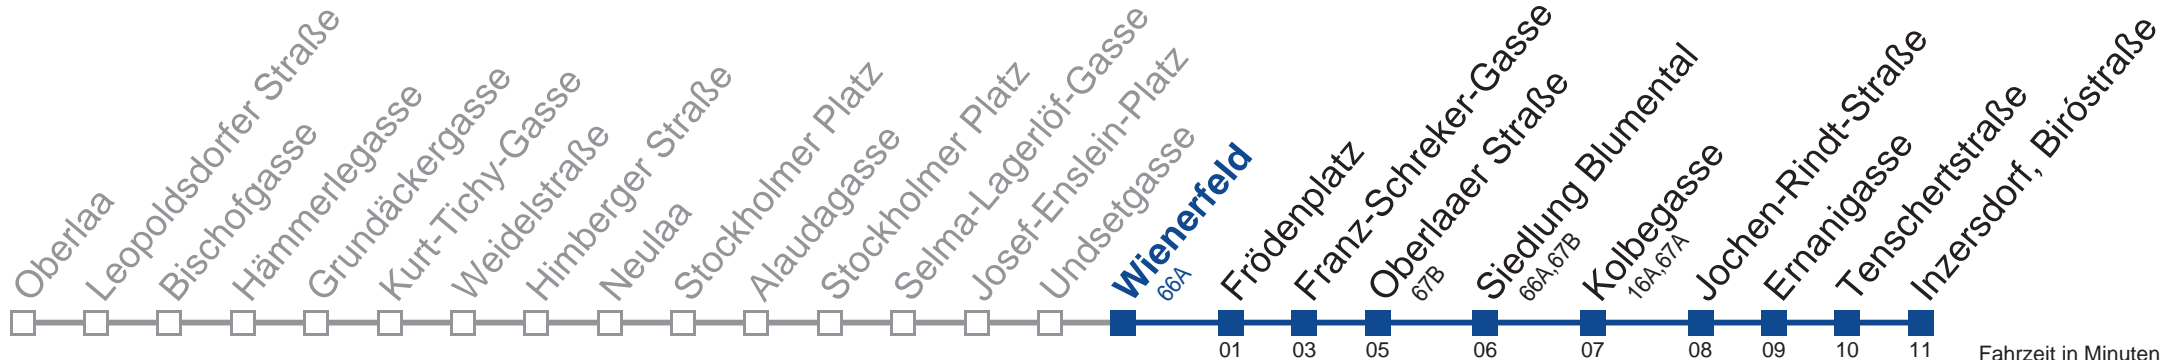 Oberlaa
Leopoldsdorfer Straße
Bischofgasse
Hämmerlegasse
Grundäckergasse
Kurt-Tichy-Gasse
Weidelstraße
Himberger Straße
Neulaa
Stockholmer Platz
Alaudagasse
Stockholmer Platz
Selma-Lagerlöf-Gasse
Josef-Enslein-Platz
Undsetgasse
Wienerfeld
66A
Frödenplatz
Franz-Schreker-Gasse
Oberlaaer Straße
67B
Siedlung Blumental
66A,67B
Kolbegasse
16A,67A
Jochen-Rindt-Straße
Ernanigasse
Tenschertstraße
Inzersdorf, Biróstraße
01 03 05 06 07 08 09 10 11
Fahrzeit in Minuten